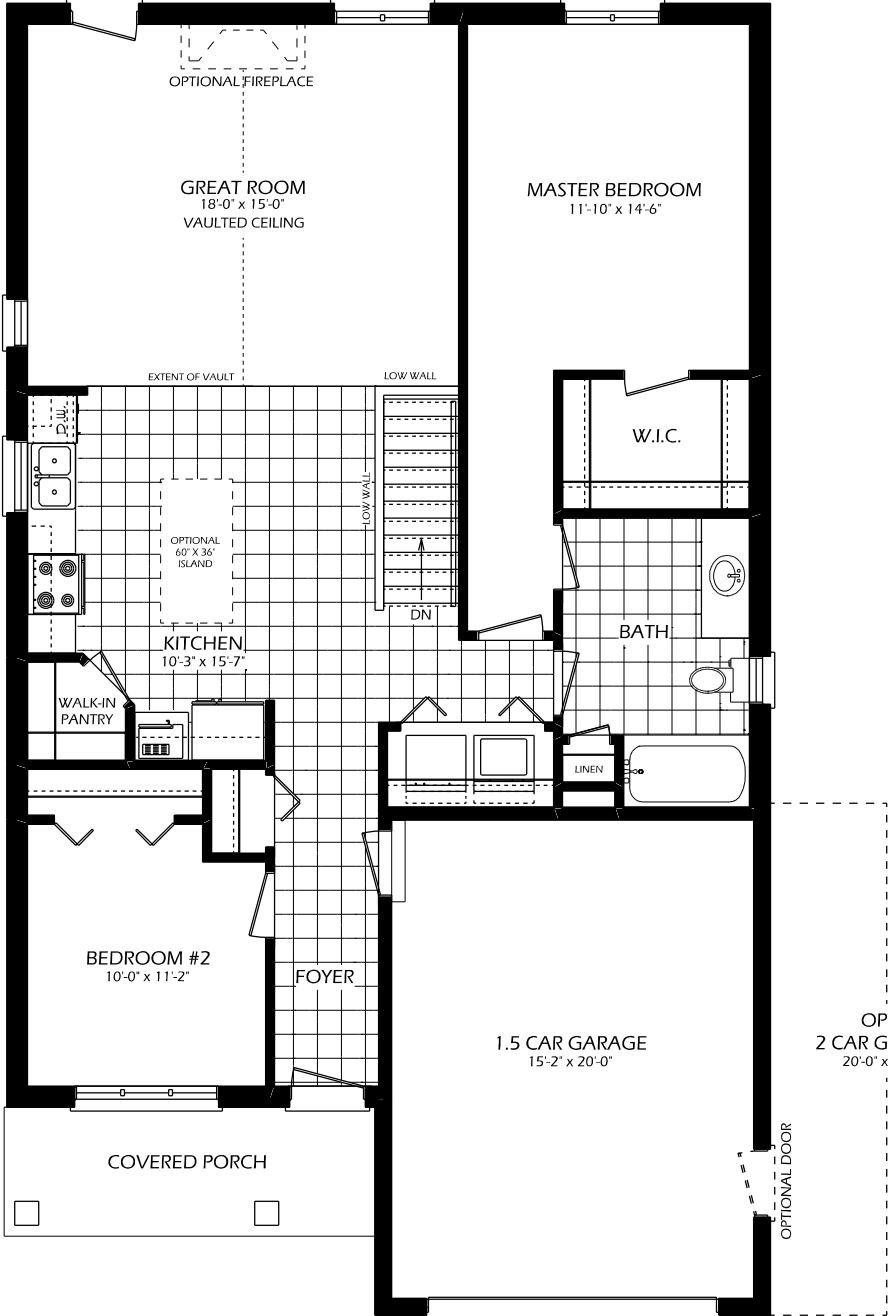 OPTIONAL FIREPLACE
GREAT ROOM
18'-0" x 15'-0"
VAULTED CEILING
MASTER BEDROOM
11'-10" x 14'-6"
EXTENT OF VAULT
LOW WALL
D.W.
W.I.C.
LOW WALL
OPTIONAL
60" X 36'
ISLAND
DN
KITCHEN
10'-3" x 15'-7"
BATH
WALK-IN
PANTRY
LINEN
BEDROOM #2
10'-0" x 11'-2"
FOYER
1.5 CAR GARAGE
15'-2" x 20'-0"
OP
2 CAR G
20'-0" x
COVERED PORCH
OPTIONAL DOOR